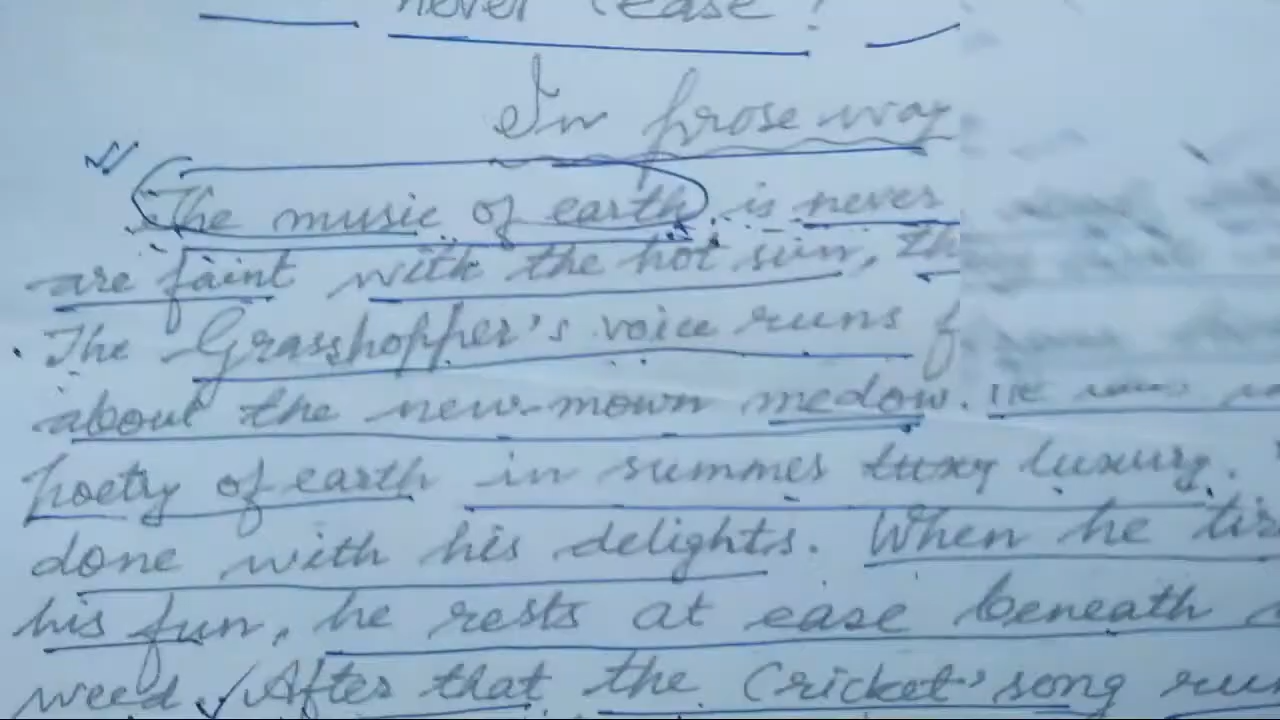 never cease!
In prose way
The music of earth, is never
are faint with the hot sun,
The Grasshopper's voice runs
about the new-mown medow.
poetry of earth in summer tuxy luxury.
done with his delights. When he
his fun, he rests at ease beneath
weed. After that the Cricket's song